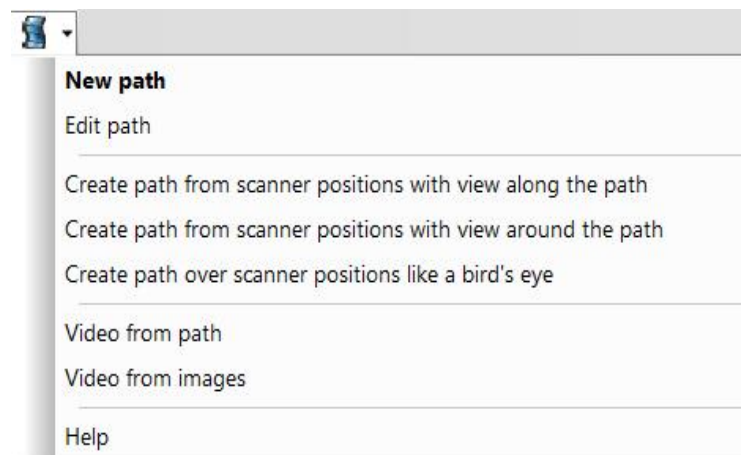 New path
Edit path
Create path from scanner positions with view along the path
Create path from scanner positions with view around the path
Create path over scanner positions like a bird's eye
Video from path
Video from images
Help